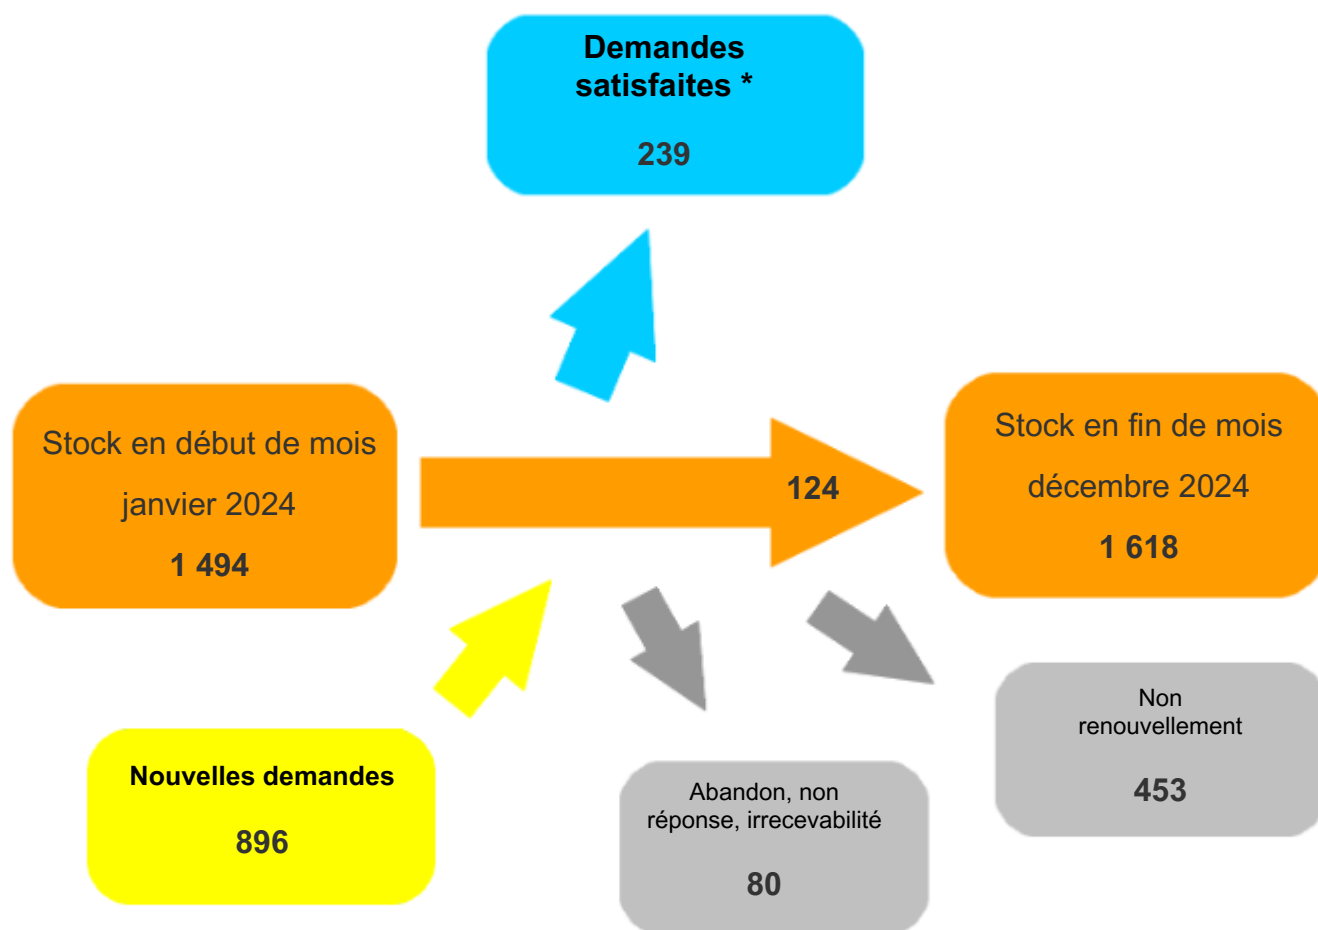 Demandes
satisfaites *
239
Stock en début de mois
janvier 2024
1 494
124
Stock en fin de mois
décembre 2024
1 618
Nouvelles demandes
896
Abandon, non
réponse, irrecevabilité
80
Non
renouvellement
453